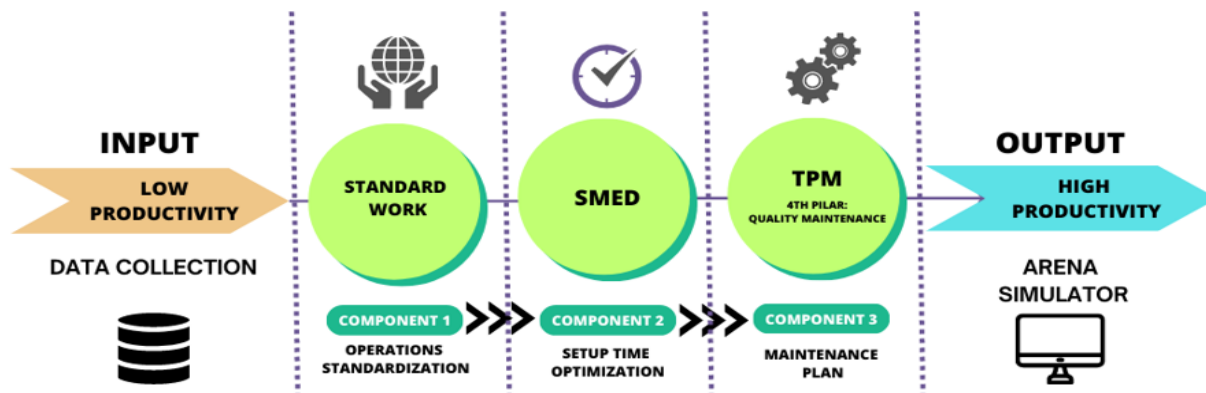 INPUT
LOW
PRODUCTIVITY
DATA COLLECTION
STANDARD
WORK
COMPONENT 1
OPERATIONS
STANDARDIZATION
SMED
COMPONENT 2
SETUP TIME
OPTIMIZATION
TPM
4TH PILAR:
QUALITY MAINTENANCE
COMPONENT 3
MAINTENANCE
PLAN
OUTPUT
HIGH
PRODUCTIVITY
ARENA
SIMULATOR